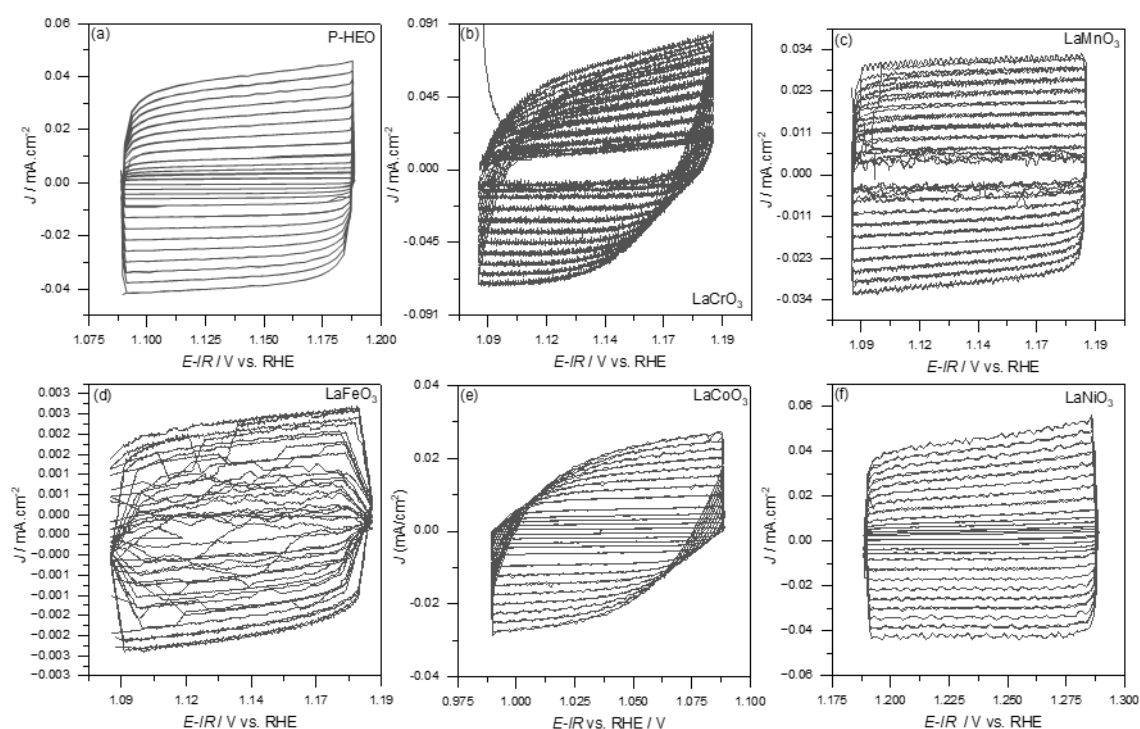 (a)
P-HEO
J / mA.cm-2
0.06
0.04
0.02
0.00
-0.02
-0.04
1.075 1.100 1.125 1.150 1.175 1.200
E-IR / V vs. RHE
(b)
LaCrO3
J / mA.cm-2
0.091
0.045
0.000
-0.045
-0.091
1.09 1.12 1.14 1.17 1.19
E-IR / V vs. RHE
(c)
LaMnO3
J / mA.cm-2
0.034
0.023
0.011
0.000
-0.011
-0.023
-0.034
1.09 1.12 1.14 1.17 1.19
E-IR / V vs. RHE
(d)
LaFeO3
J / mA.cm-2
0.003
0.003
0.002
0.002
0.001
0.001
0.000
0.000
-0.000
-0.001
-0.001
-0.002
-0.002
-0.003
1.09 1.12 1.14 1.17 1.19
E-IR / V vs. RHE
(e)
LaCoO3
J (mA/cm2)
0.04
0.02
0.00
-0.02
-0.04
0.975 1.000 1.025 1.050 1.075 1.100
E-IR vs. RHE / V
(f)
LaNiO3
J / mA.cm-2
0.06
0.04
0.02
0.00
-0.02
-0.04
-0.06
1.175 1.200 1.225 1.250 1.275 1.300
E-IR / V vs. RHE